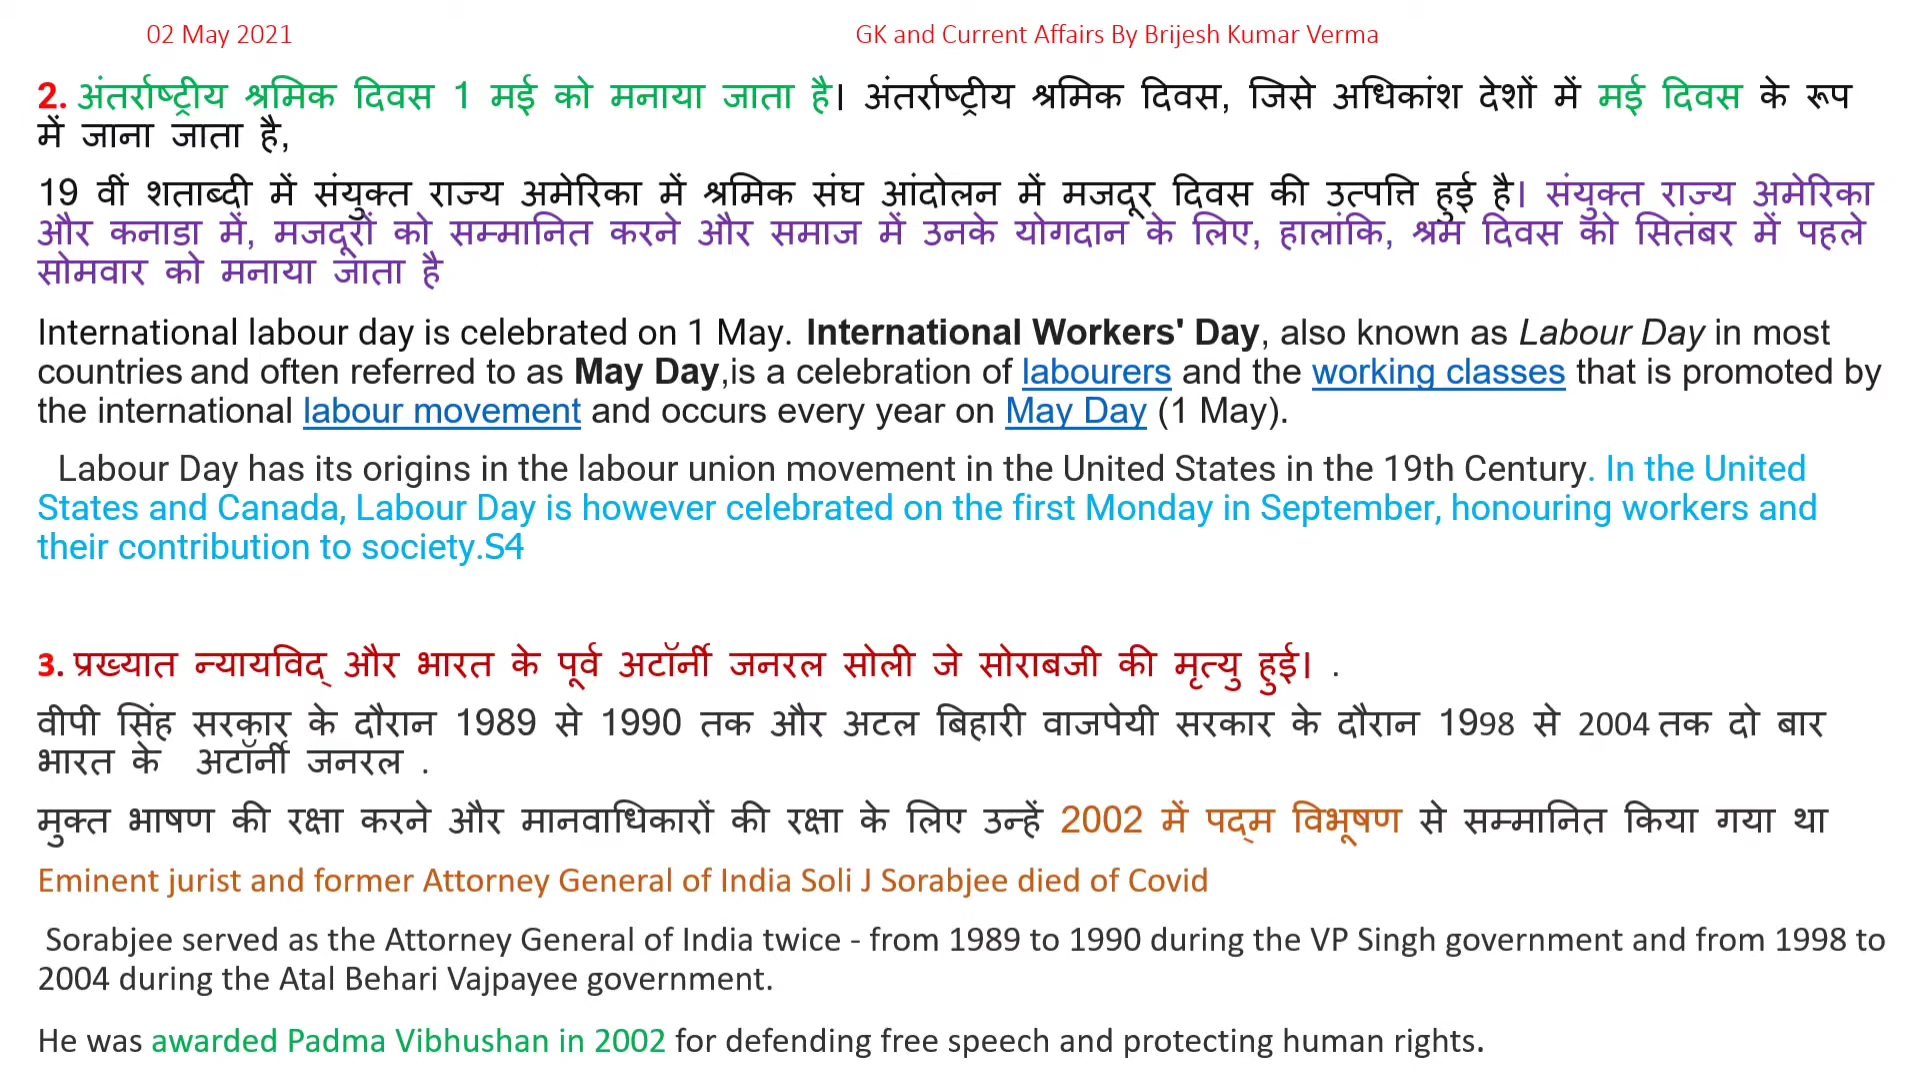 02 May 2021 GK and Current Affairs By Brijesh Kumar Verma
2. अंतर्राष्ट्रीय श्रमिक दिवस 1 मई को मनाया जाता है। अंतर्राष्ट्रीय श्रमिक दिवस, जिसे अधिकांश देशों में मई दिवस के रूप
में जाना जाता है,
19 वीं शताब्दी में संयुक्त राज्य अमेरिका में श्रमिक संघ आंदोलन में मजदूर दिवस की उत्पत्ति हुई है। संयुक्त राज्य अमेरिका
और कनाडा में, मजदूरों को सम्मानित करने और समाज में उनके योगदान के लिए, हालांकि, श्रम दिवस को सितंबर में पहले
सोमवार को मनाया जाता है
International labour day is celebrated on 1 May. International Workers' Day, also known as Labour Day in most
countries and often referred to as May Day,is a celebration of labourers and the working classes that is promoted by
the international labour movement and occurs every year on May Day (1 May).
Labour Day has its origins in the labour union movement in the United States in the 19th Century. In the United
States and Canada, Labour Day is however celebrated on the first Monday in September, honouring workers and
their contribution to society.S4
3. प्रख्यात न्यायविद् और भारत के पूर्व अटॉर्नी जनरल सोली जे सोराबजी की मृत्यु हुई। .
वीपी सिंह सरकार के दौरान 1989 से 1990 तक और अटल बिहारी वाजपेयी सरकार के दौरान 1998 से 2004 तक दो बार
भारत के अटॉर्नी जनरल .
मुक्त भाषण की रक्षा करने और मानवाधिकारों की रक्षा के लिए उन्हें 2002 में पद्म विभूषण से सम्मानित किया गया था
Eminent jurist and former Attorney General of India Soli J Sorabjee died of Covid
Sorabjee served as the Attorney General of India twice - from 1989 to 1990 during the VP Singh government and from 1998 to
2004 during the Atal Behari Vajpayee government.
He was awarded Padma Vibhushan in 2002 for defending free speech and protecting human rights.